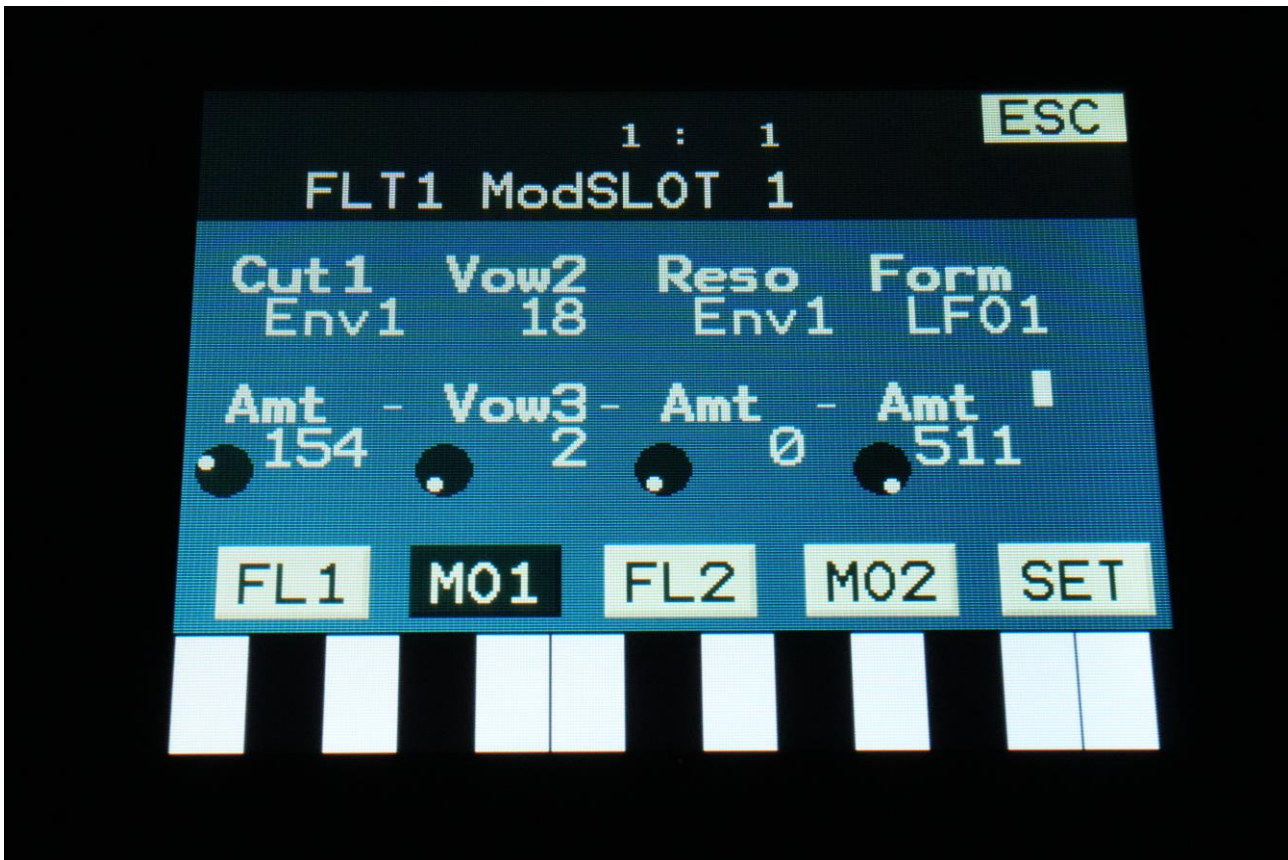 ESC
1 : 1
FLT1 ModSLOT 1
Cut1 Vow2 Reso Form
Env1 18 Env1 LFO1
Amt - Vow3 - Amt - Amt
154 2 0 511
FL1 MO1 FL2 MO2 SET